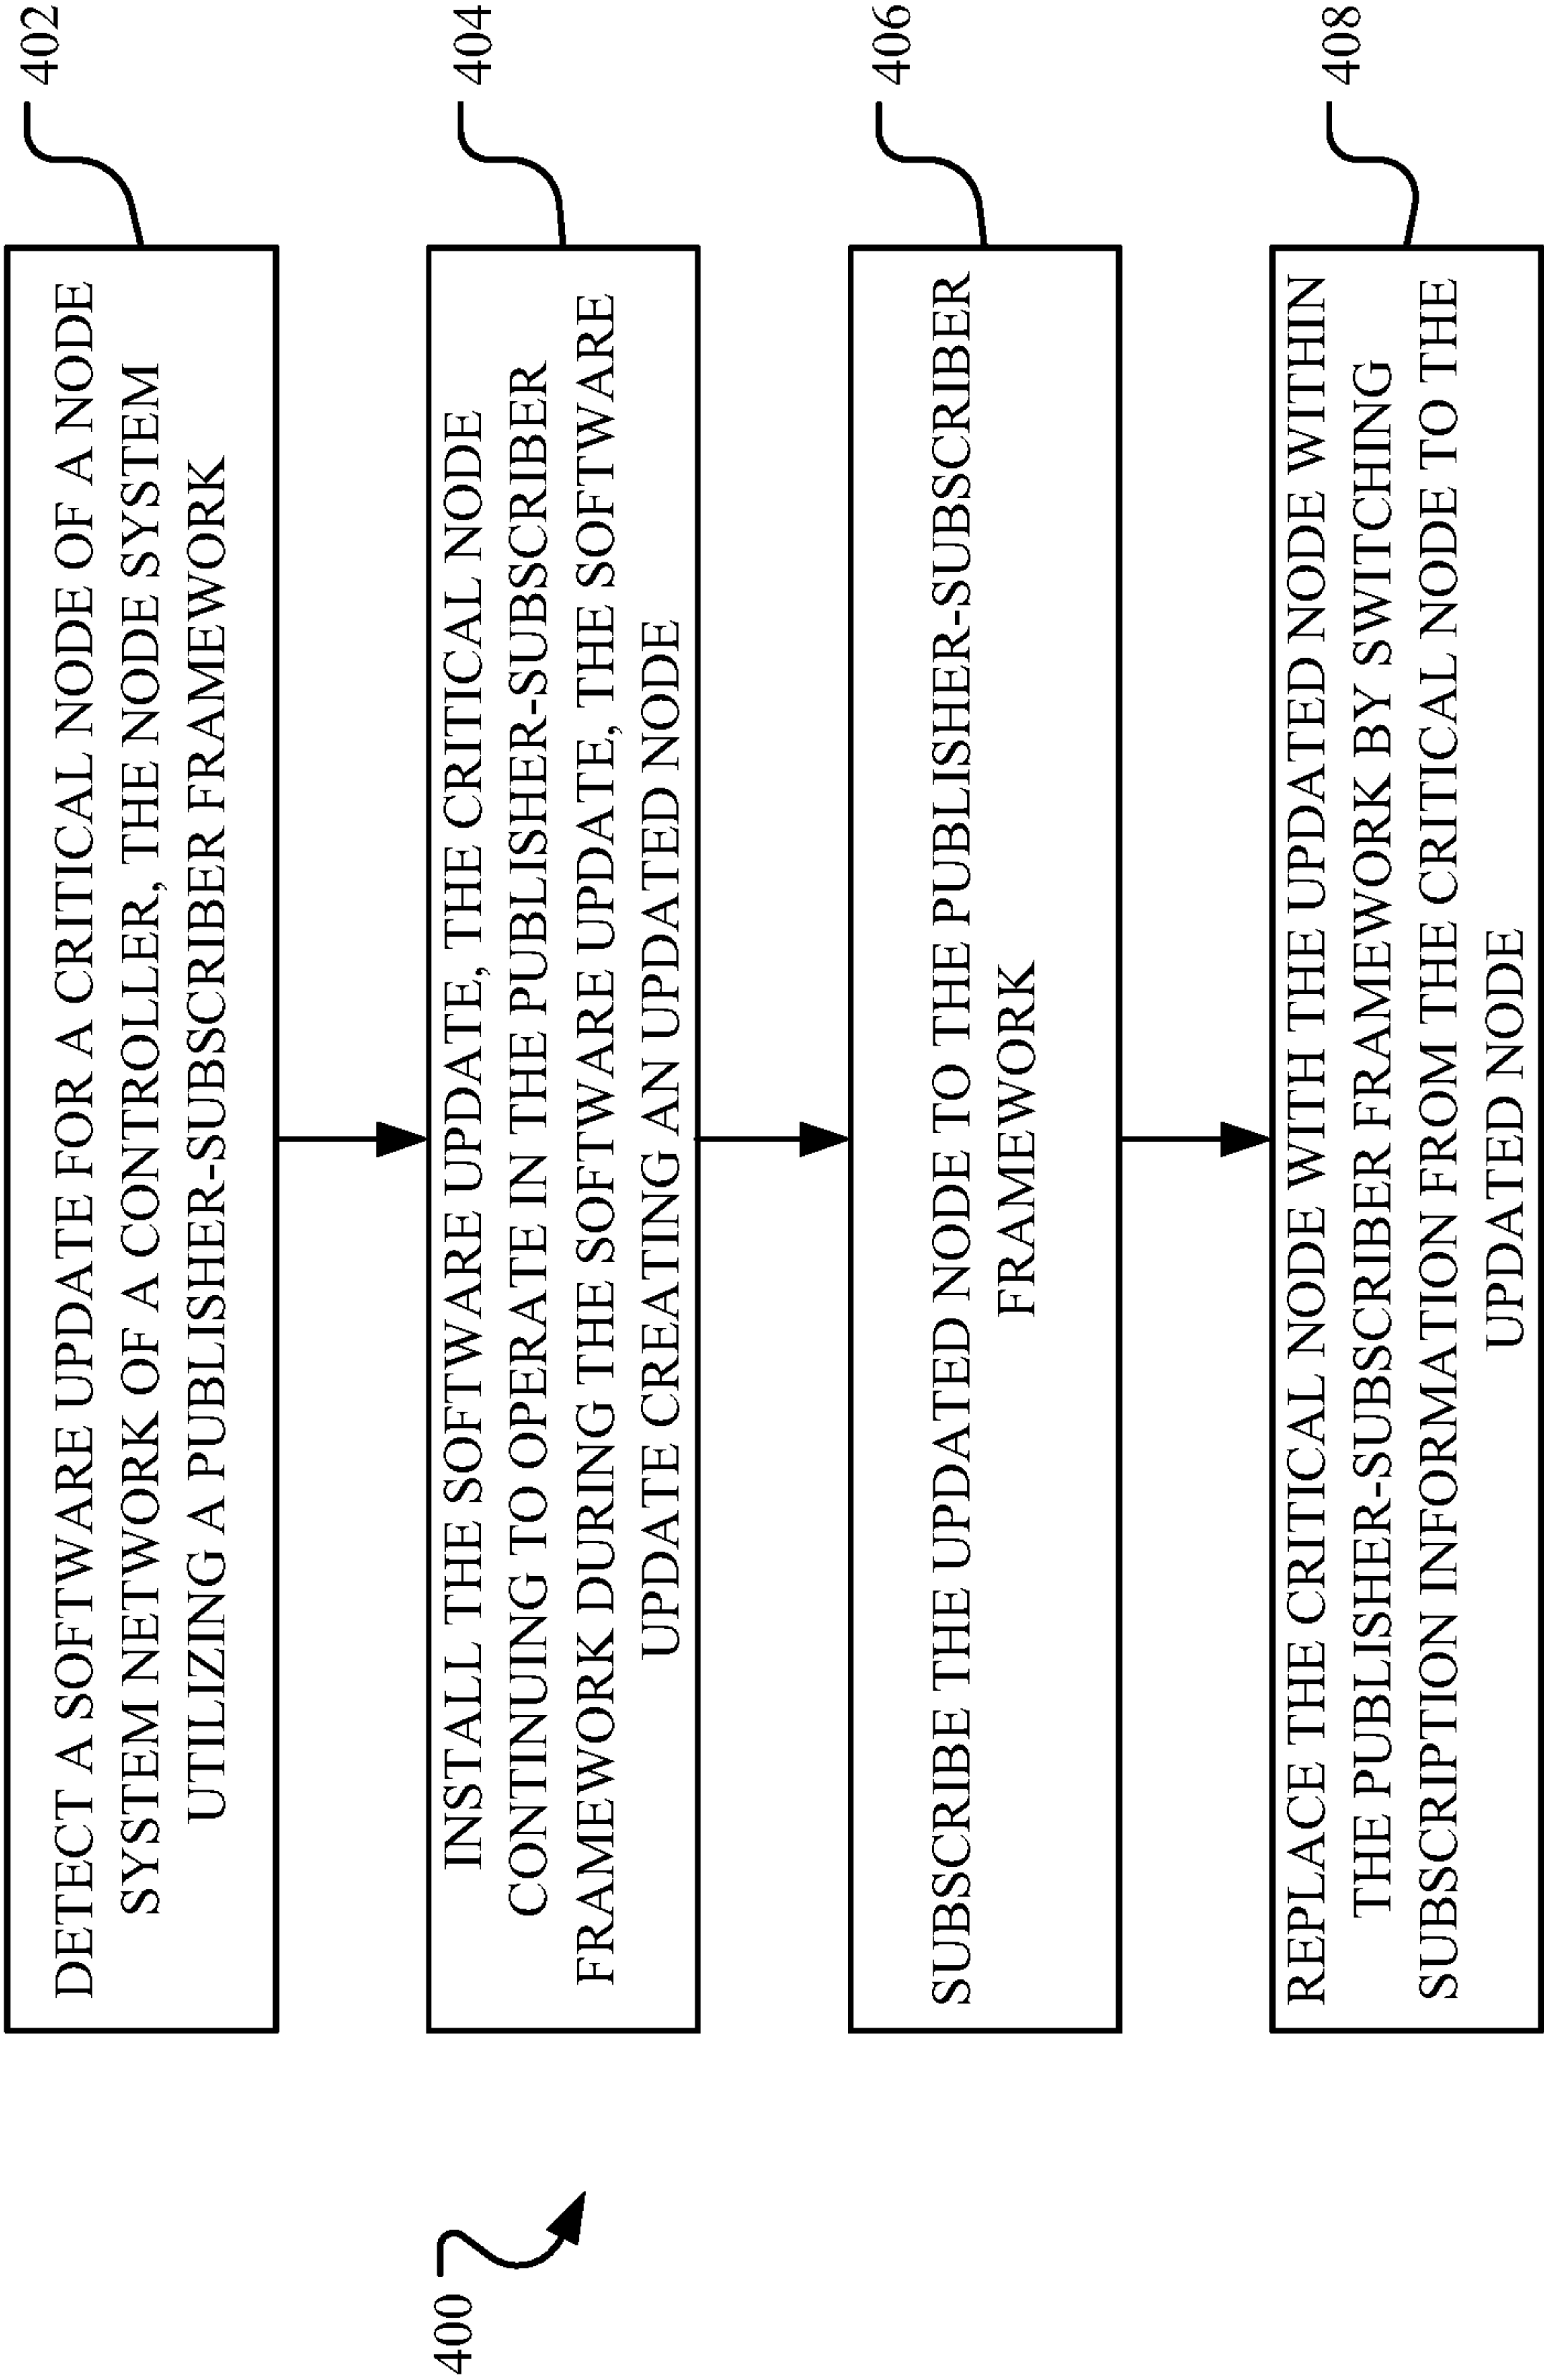 400
402
DETECT A SOFTWARE UPDATE FOR A CRITICAL NODE OF A NODE
SYSTEM NETWORK OF A CONTROLLER, THE NODE SYSTEM
UTILIZING A PUBLISHER-SUBSCRIBER FRAMEWORK
404
INSTALL THE SOFTWARE UPDATE, THE CRITICAL NODE
CONTINUING TO OPERATE IN THE PUBLISHER-SUBSCRIBER
FRAMEWORK DURING THE SOFTWARE UPDATE, THE SOFTWARE
UPDATE CREATING AN UPDATED NODE
406
SUBSCRIBE THE UPDATED NODE TO THE PUBLISHER-SUBSCRIBER
FRAMEWORK
408
REPLACE THE CRITICAL NODE WITH THE UPDATED NODE WITHIN
THE PUBLISHER-SUBSCRIBER FRAMEWORK BY SWITCHING
SUBSCRIPTION INFORMATION FROM THE CRITICAL NODE TO THE
UPDATED NODE